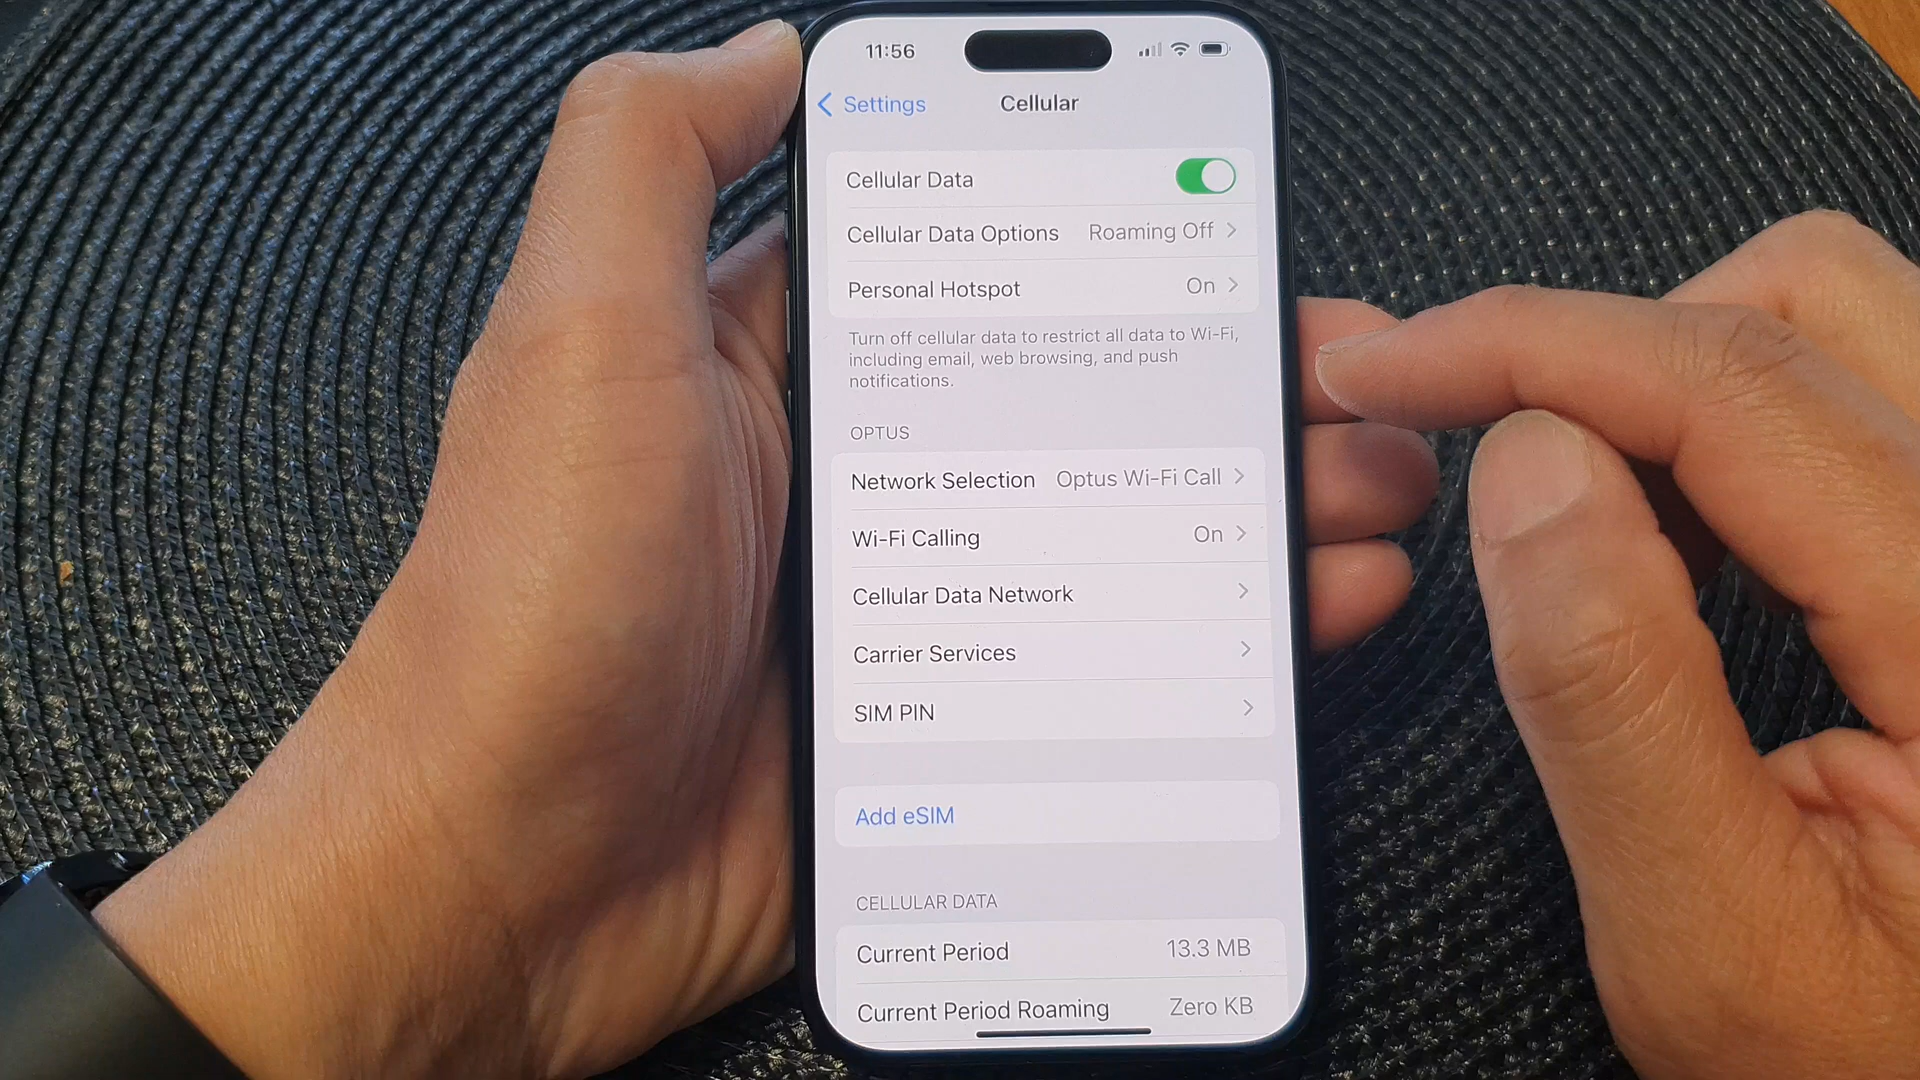 11:56
Settings
Cellular
Cellular Data
Cellular Data Options Roaming Off
Personal Hotspot On
Turn off cellular data to restrict all data to Wi-Fi,
including email, web browsing, and push
notifications.
OPTUS
Network Selection Optus Wi-Fi Call
Wi-Fi Calling On
Cellular Data Network
Carrier Services
SIM PIN
Add eSIM
CELLULAR DATA
Current Period 13.3 MB
Current Period Roaming Zero KB